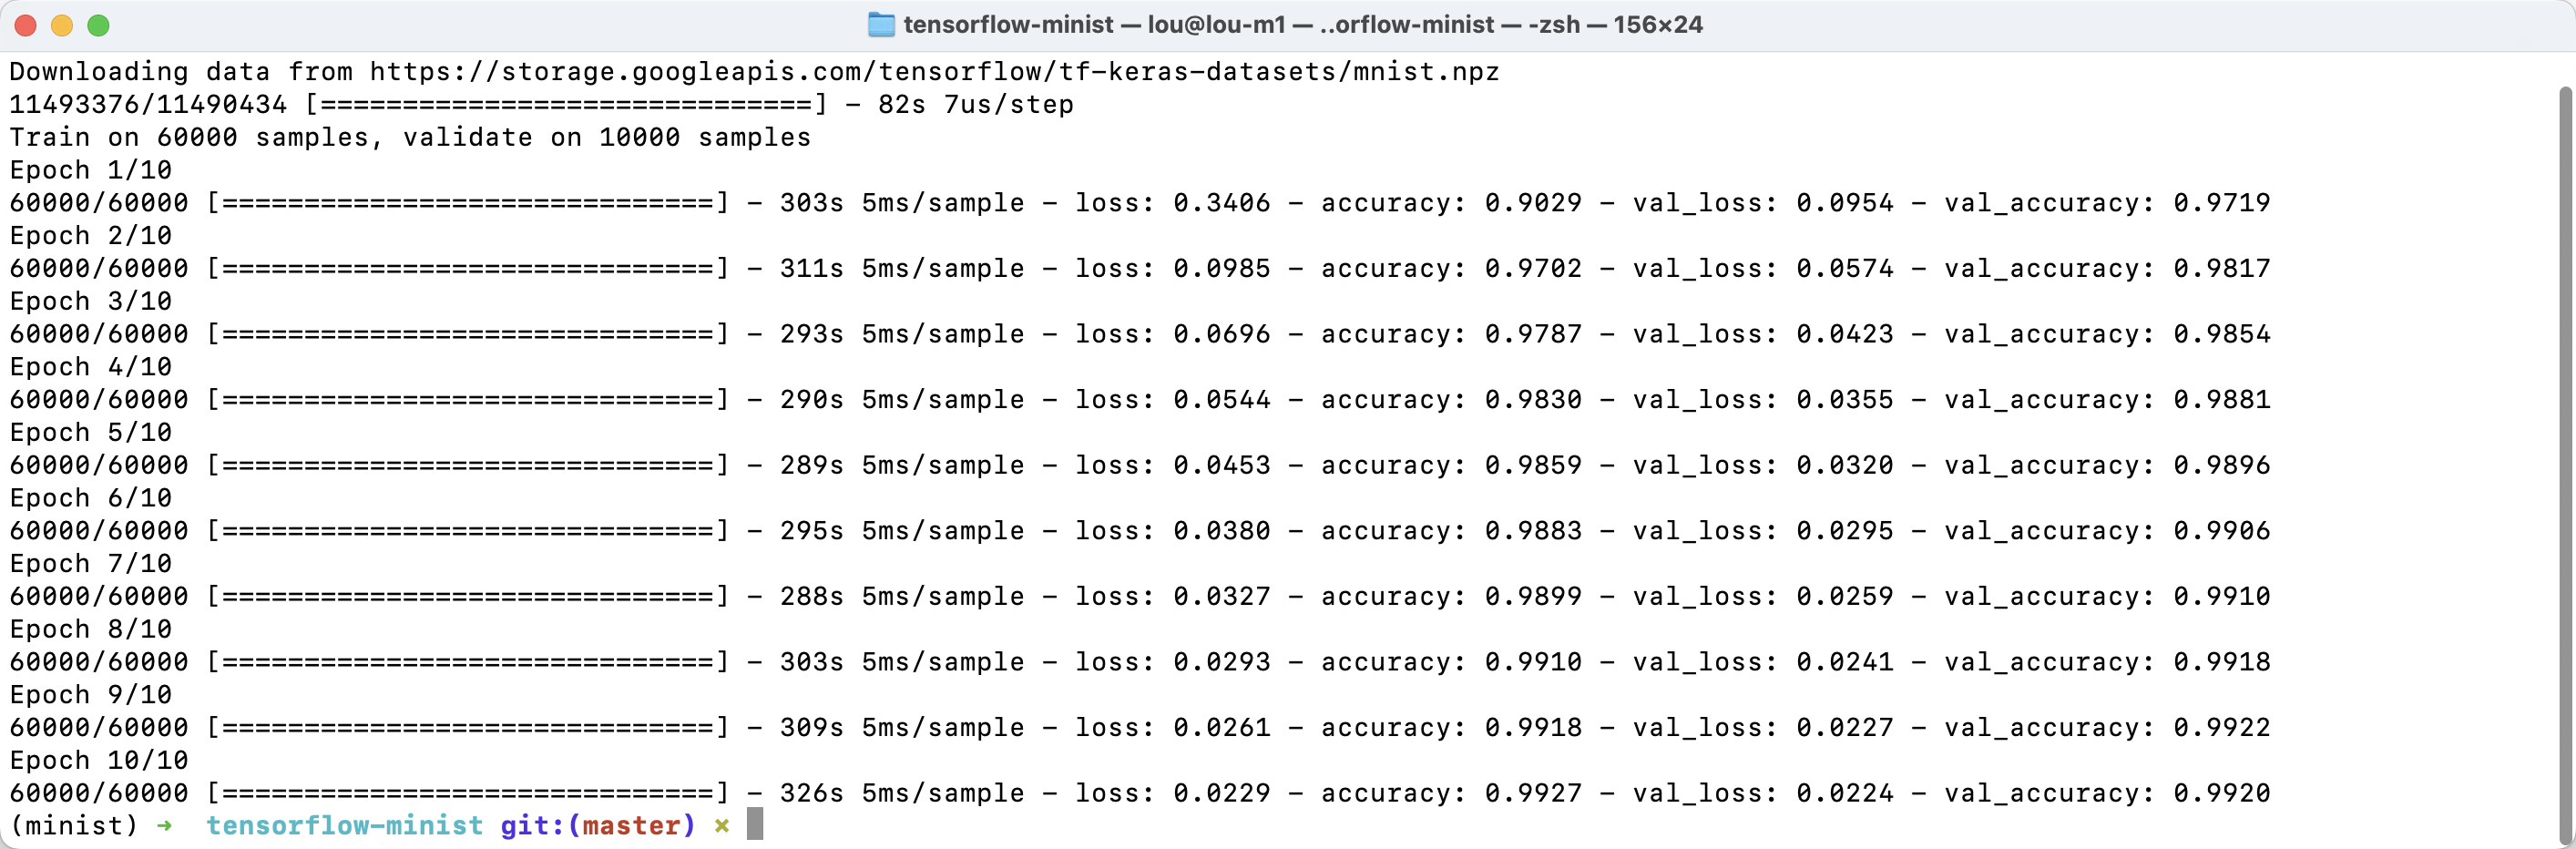 tensorflow-minist — lou@lou-m1 — ..orflow-minist — -zsh — 156×24
Downloading data from https://storage.googleapis.com/tensorflow/tf-keras-datasets/mnist.npz
11493376/11490434 [==============================] - 82s 7us/step
Train on 60000 samples, validate on 10000 samples
Epoch 1/10
60000/60000 [==============================] - 303s 5ms/sample - loss: 0.3406 - accuracy: 0.9029 - val_loss: 0.0954 - val_accuracy: 0.9719
Epoch 2/10
60000/60000 [==============================] - 311s 5ms/sample - loss: 0.0985 - accuracy: 0.9702 - val_loss: 0.0574 - val_accuracy: 0.9817
Epoch 3/10
60000/60000 [==============================] - 293s 5ms/sample - loss: 0.0696 - accuracy: 0.9787 - val_loss: 0.0423 - val_accuracy: 0.9854
Epoch 4/10
60000/60000 [==============================] - 290s 5ms/sample - loss: 0.0544 - accuracy: 0.9830 - val_loss: 0.0355 - val_accuracy: 0.9881
Epoch 5/10
60000/60000 [==============================] - 289s 5ms/sample - loss: 0.0453 - accuracy: 0.9859 - val_loss: 0.0320 - val_accuracy: 0.9896
Epoch 6/10
60000/60000 [==============================] - 295s 5ms/sample - loss: 0.0380 - accuracy: 0.9883 - val_loss: 0.0295 - val_accuracy: 0.9906
Epoch 7/10
60000/60000 [==============================] - 288s 5ms/sample - loss: 0.0327 - accuracy: 0.9899 - val_loss: 0.0259 - val_accuracy: 0.9910
Epoch 8/10
60000/60000 [==============================] - 303s 5ms/sample - loss: 0.0293 - accuracy: 0.9910 - val_loss: 0.0241 - val_accuracy: 0.9918
Epoch 9/10
60000/60000 [==============================] - 309s 5ms/sample - loss: 0.0261 - accuracy: 0.9918 - val_loss: 0.0227 - val_accuracy: 0.9922
Epoch 10/10
60000/60000 [==============================] - 326s 5ms/sample - loss: 0.0229 - accuracy: 0.9927 - val_loss: 0.0224 - val_accuracy: 0.9920
(minist) ➜  tensorflow-minist git:(master) ✗